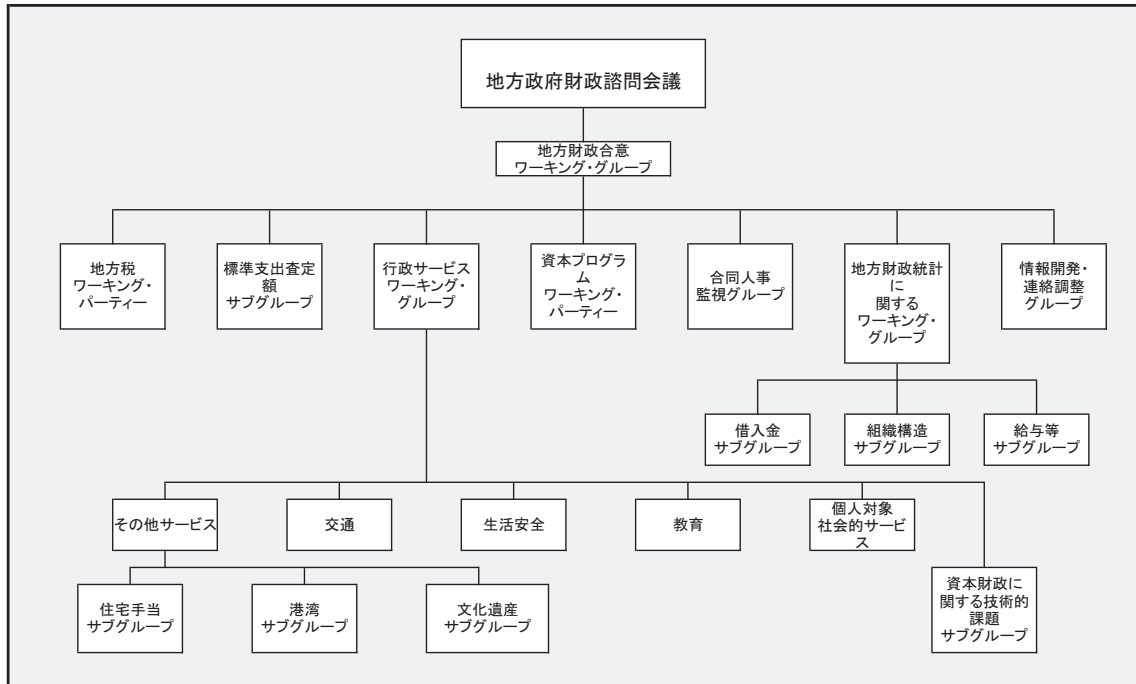 地方政府財政諮問会議
地方財政合意
ワーキング・グループ
地方税
ワーキング・
パーティー
標準支出査定
額
サブグループ
行政サービス
ワーキング・
グループ
資本プログラ
ム
ワーキング・
パーティー
合同人事
監視グループ
地方財政統計
に
関する
ワーキング・
グループ
情報開発・
連絡調整
グループ
借入金
サブグループ
組織構造
サブグループ
給与等
サブグループ
その他サービス
交通
生活安全
教育
個人対象
社会的サービ
ス
住宅手当
サブグループ
港湾
サブグループ
文化遺産
サブグループ
資本財政に
関する技術的
課題
サブグループ